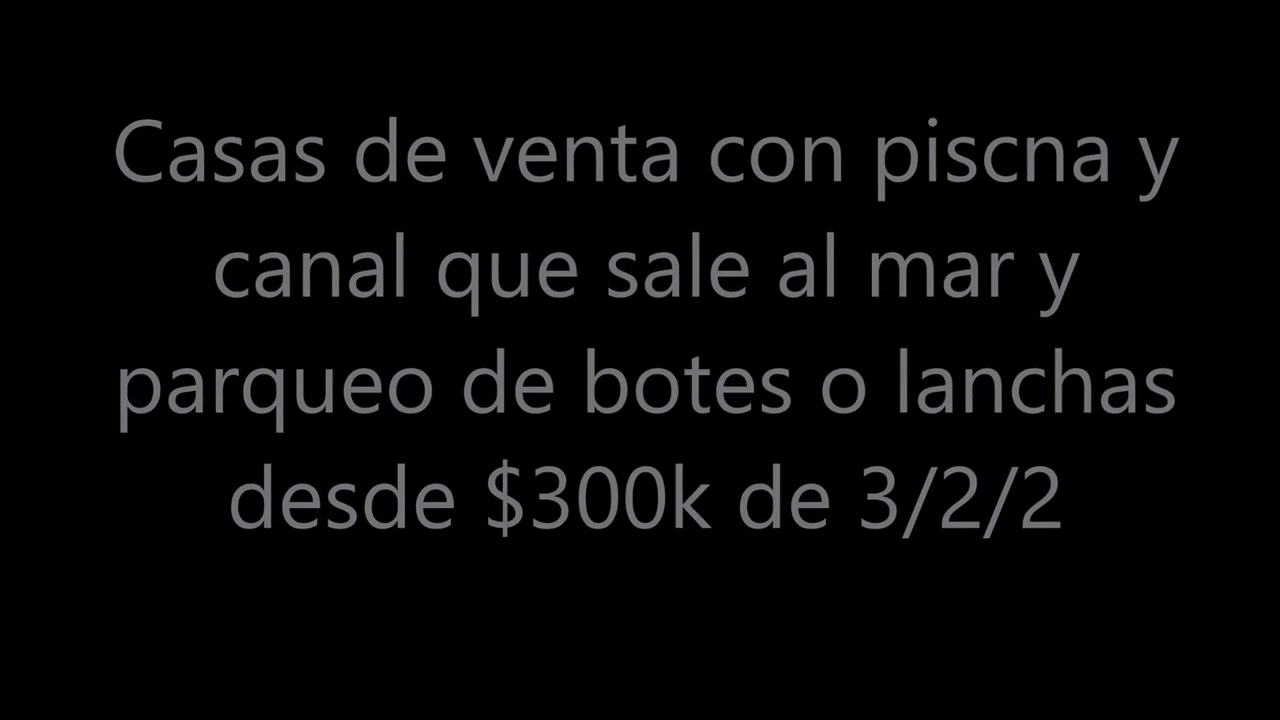 Casas de venta con piscna y
canal que sale al mar y
parqueo de botes o lanchas
desde $300k de 3/2/2